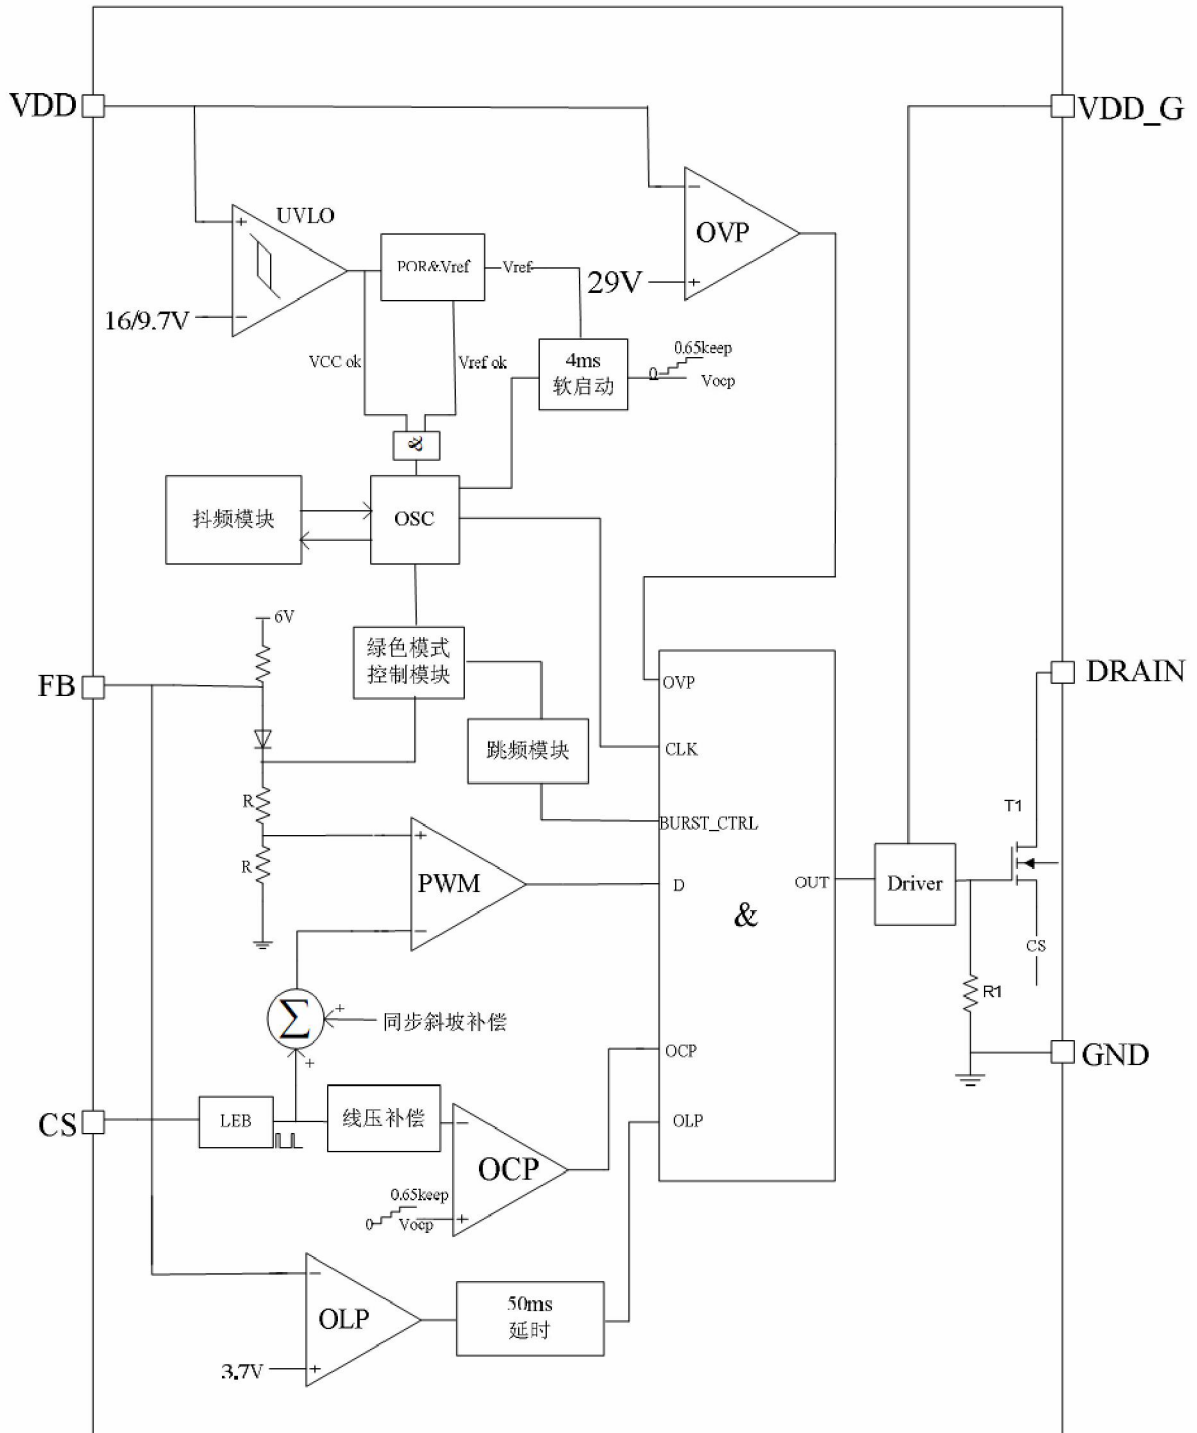 VDD
VDD_G
UVLO
+
−
OVP
29V
+
16/9.7V
−
POR&Vref
Vref
VCC ok
Vref ok
4ms
软启动
0.65keep
0
Vocp
&
抖频模块
OSC
6V
绿色模式
控制模块
FB
DRAIN
OVP
跳频模块
CLK
R
T1
BURST_CTRL
+
R
PWM
D
OUT
Driver
&
−
CS
Σ
+
同步斜坡补偿
R1
+
OCP
GND
CS
LEB
线压补偿
−
OLP
OCP
0.65keep
0
Vocp
+
−
OLP
50ms
延时
3.7V
+